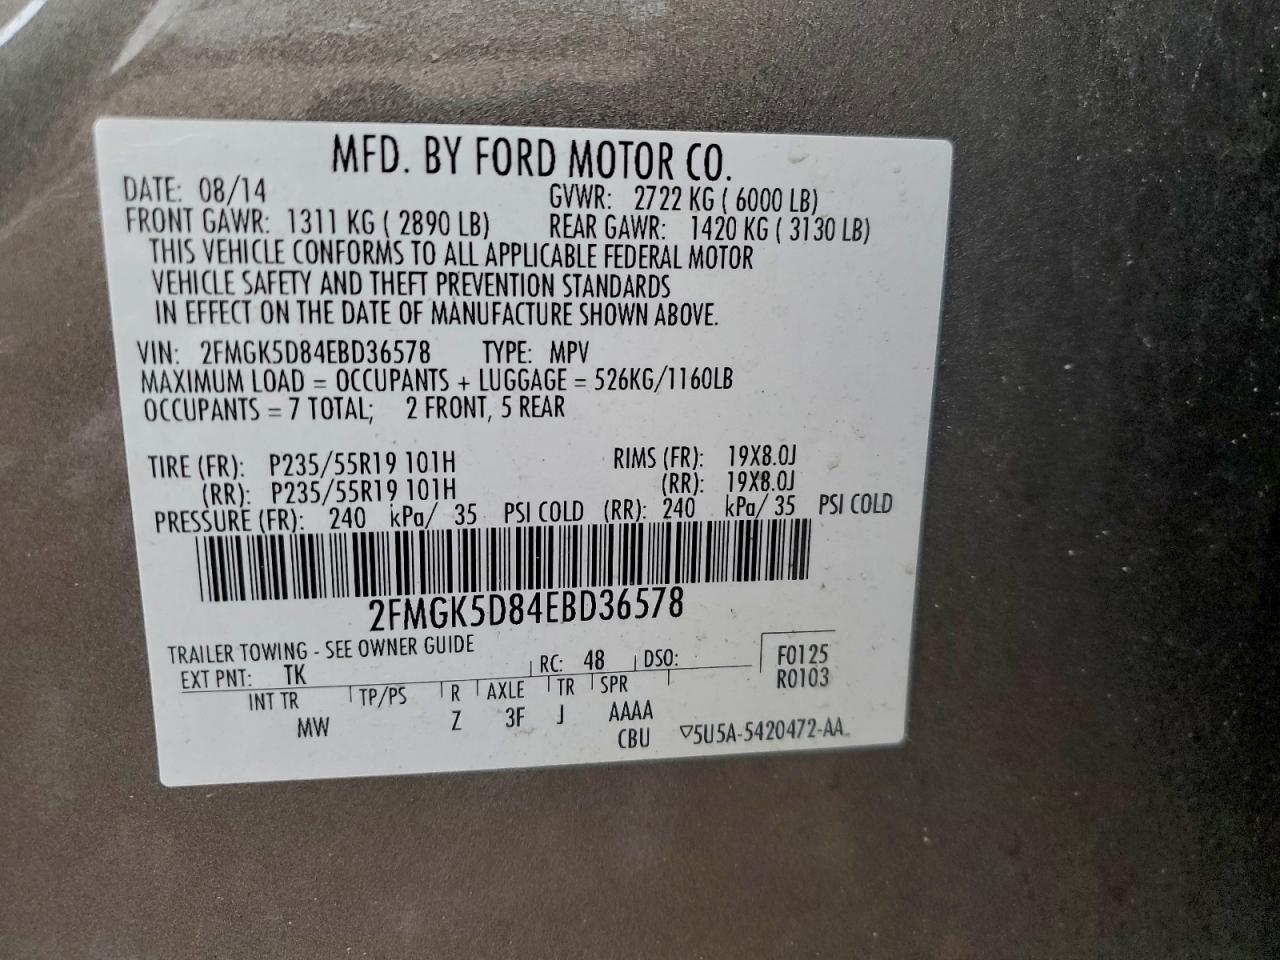 MFD. BY FORD MOTOR CO.
DATE: 08/14 GVWR: 2722 KG ( 6000 LB)
FRONT GAWR: 1311 KG ( 2890 LB) REAR GAWR: 1420 KG ( 3130 LB)
THIS VEHICLE CONFORMS TO ALL APPLICABLE FEDERAL MOTOR
VEHICLE SAFETY AND THEFT PREVENTION STANDARDS
IN EFFECT ON THE DATE OF MANUFACTURE SHOWN ABOVE.
VIN: 2FMGK5D84EBD36578 TYPE: MPV
MAXIMUM LOAD = OCCUPANTS + LUGGAGE = 526KG/1160LB
OCCUPANTS = 7 TOTAL; 2 FRONT, 5 REAR
TIRE (FR): P235/55R19 101H RIMS (FR): 19X8.0J
(RR): P235/55R19 101H (RR): 19X8.0J
PRESSURE (FR): 240 kPa/ 35 PSI COLD (RR): 240 kPa/ 35 PSI COLD
2FMGK5D84EBD36578
TRAILER TOWING - SEE OWNER GUIDE
EXT PNT: TK RC: 48 DSO: F0125
R0103
INT TR TP/PS R AXLE TR SPR
MW Z 3F J AAAA
CBU ▽5U5A-5420472-AA